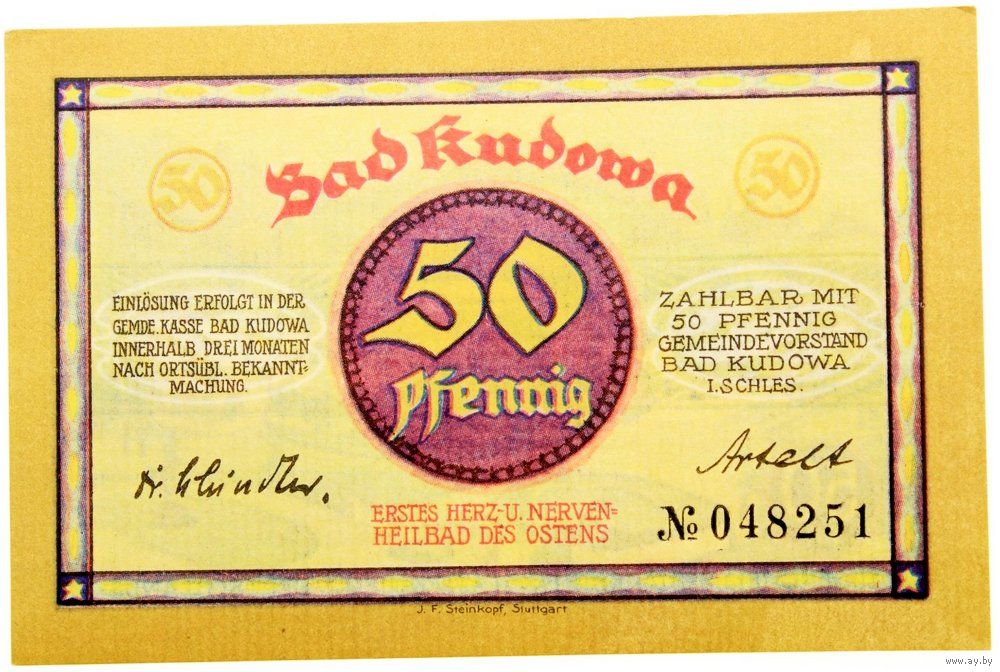 Bad Kudowa
50
50
50
Pfennig
EINLÖSUNG ERFOLGT IN DER
GEMDE. KASSE BAD KUDOWA
INNERHALB DREI MONATEN
NACH ORTSÜBL. BEKANNT-
MACHUNG.
ZAHLBAR MIT
50 PFENNIG
GEMEINDEVORSTAND
BAD KUDOWA
I. SCHLES.
Artelt
ERSTES HERZ-U. NERVEN=
HEILBAD DES OSTENS
№ 048251
J. F. Steinkopf, Stuttgart
www.ay.by